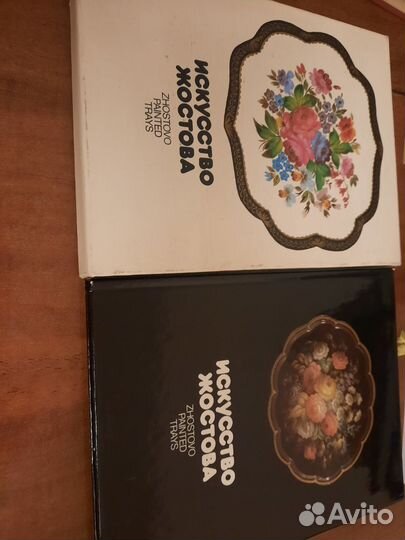 ИСКУССТВО
ЖОСТОВА
ZHOSTOVO
PAINTED
TRAYS
ИСКУССТВО
ЖОСТОВА
ZHOSTOVO
PAINTED
TRAYS
Avito